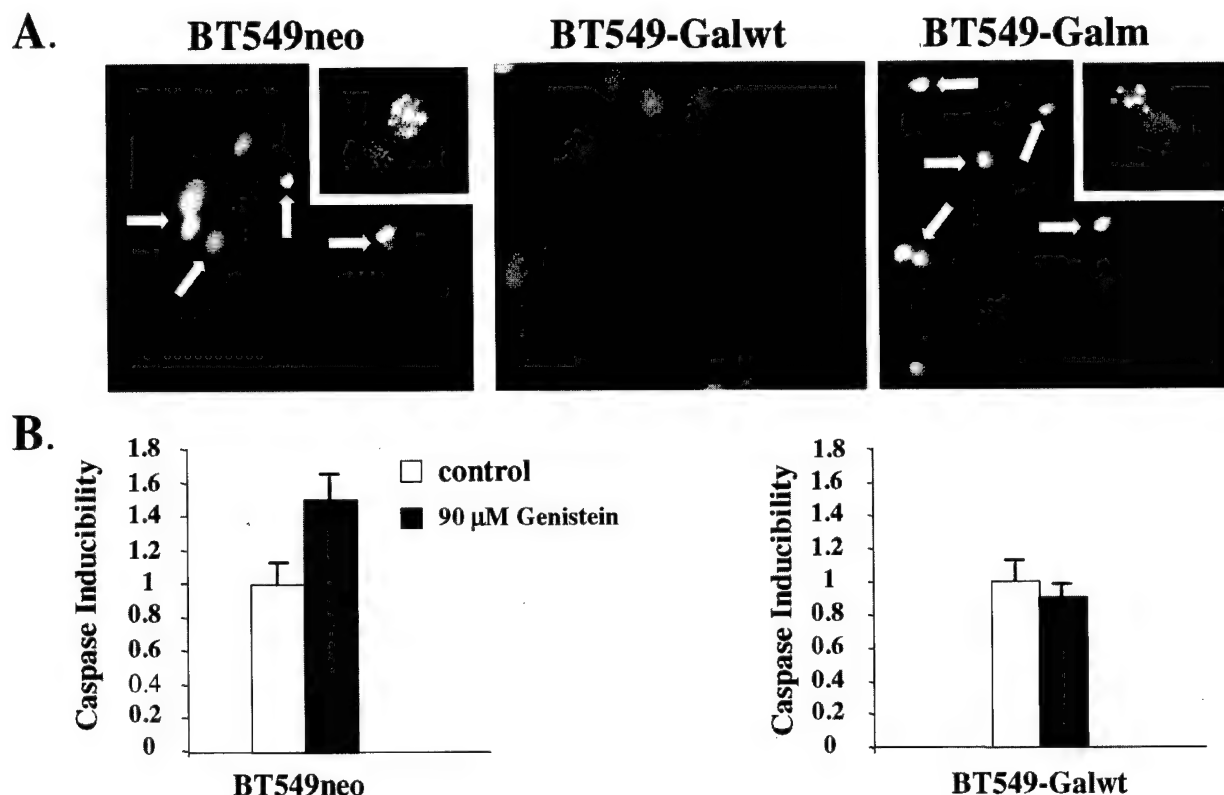 A.
BT549neo
BT549-Galwt
BT549-Galm
B.
Caspase Inducibility
1.8
1.6
1.4
1.2
1
0.8
0.6
0.4
0.2
0
BT549neo
control
90 µM Genistein
Caspase Inducibility
1.8
1.6
1.4
1.2
1
0.8
0.6
0.4
0.2
0
BT549-Galwt